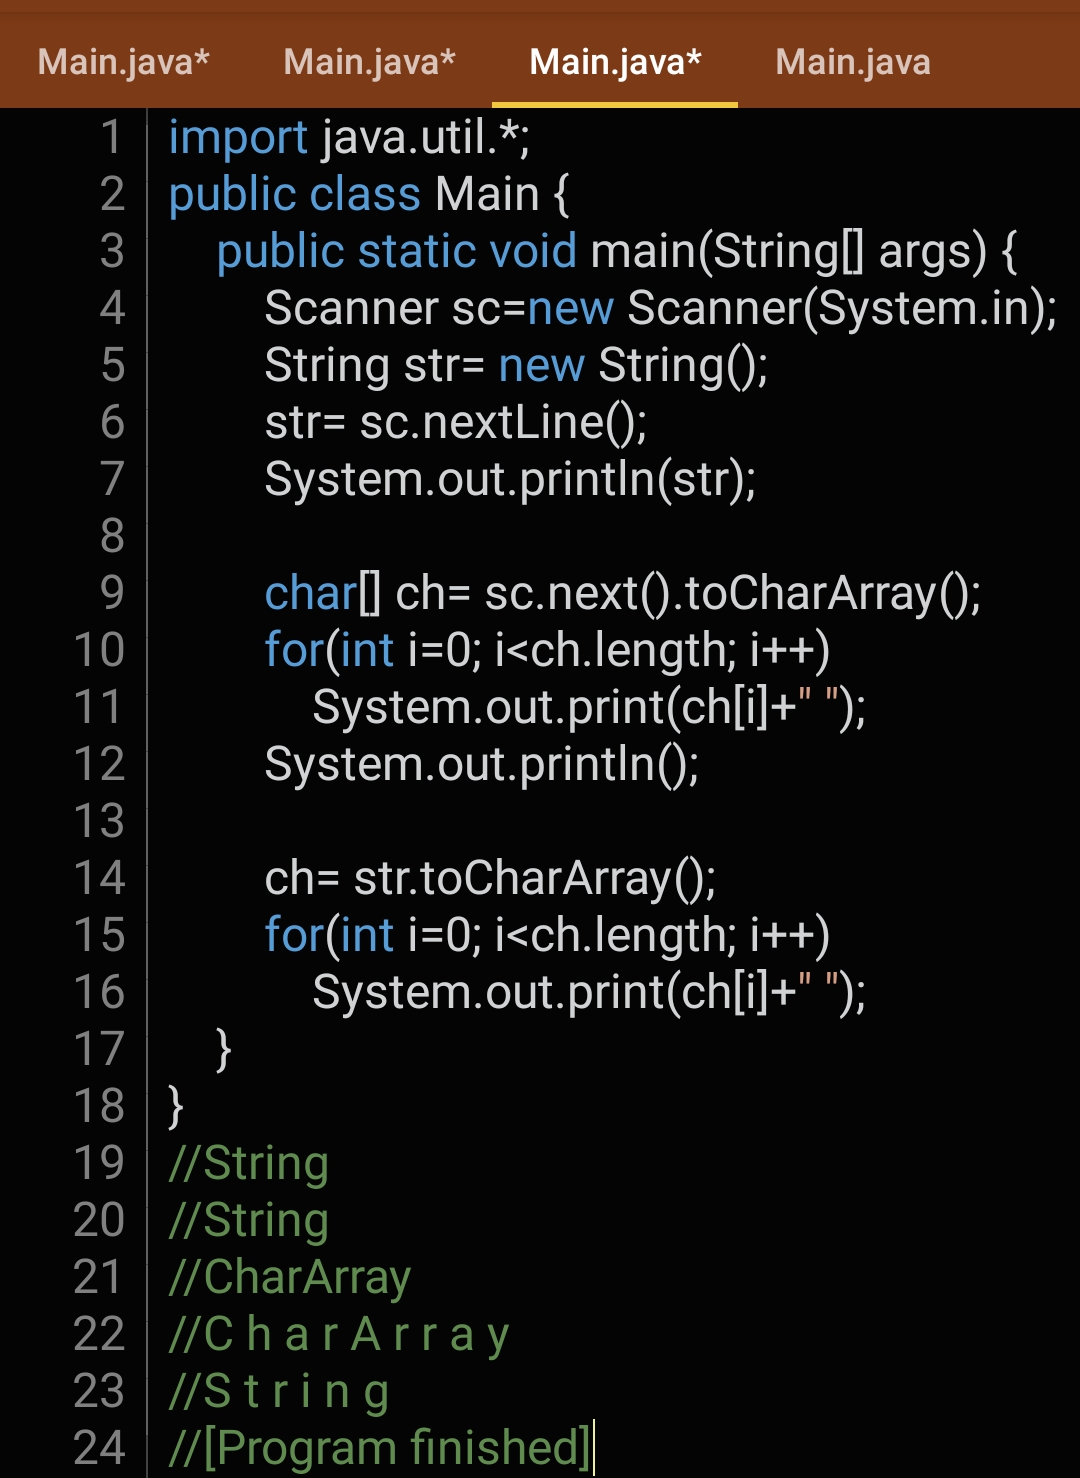 Main.java* Main.java* Main.java* Main.java
1 import java.util.*;
2 public class Main {
3 public static void main(String[] args) {
4 Scanner sc=new Scanner(System.in);
5 String str= new String();
6 str= sc.nextLine();
7 System.out.println(str);
8
9 char[] ch= sc.next().toCharArray();
10 for(int i=0; i<ch.length; i++)
11 System.out.print(ch[i]+" ");
12 System.out.println();
13
14 ch= str.toCharArray();
15 for(int i=0; i<ch.length; i++)
16 System.out.print(ch[i]+" ");
17 }
18 }
19 //String
20 //String
21 //CharArray
22 //C h a r A r r a y
23 //S t r i n g
24 //[Program finished]